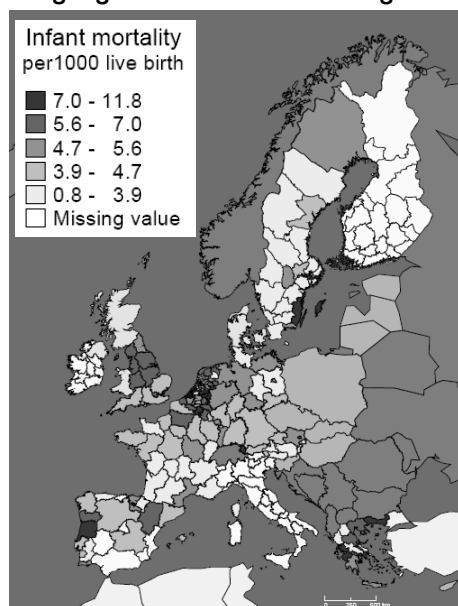 Infant mortality
per1000 live birth
7.0 - 11.8
5.6 - 7.0
4.7 - 5.6
3.9 - 4.7
0.8 - 3.9
Missing value